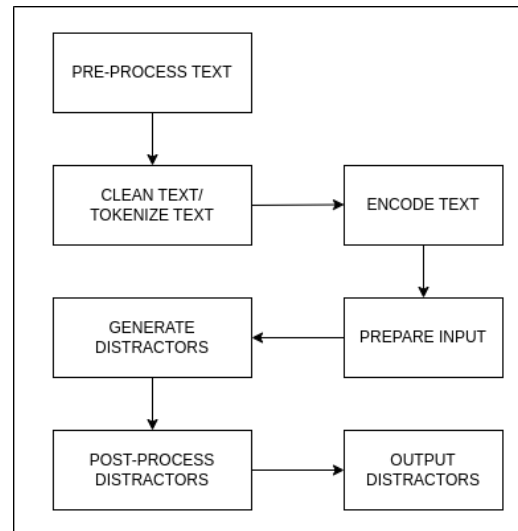 PRE-PROCESS TEXT
CLEAN TEXT/
TOKENIZE TEXT
ENCODE TEXT
PREPARE INPUT
GENERATE
DISTRACTORS
POST-PROCESS
DISTRACTORS
OUTPUT
DISTRACTORS